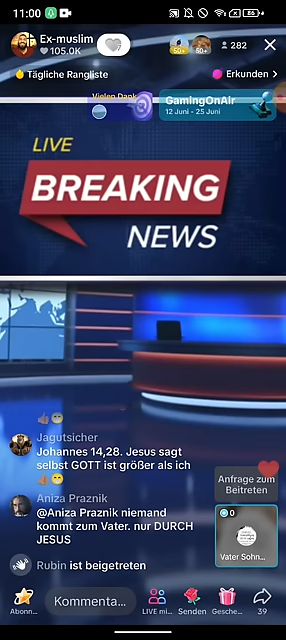 11:00
86%
Ex-muslim
105.0K
50+
50+
282
Tägliche Rangliste
Erkunden
Vielen Dank
GamingOnAir
12 Juni - 25 Juni
LIVE
BREAKING
NEWS
Jagutsicher
Johannes 14,28. Jesus sagt
selbst GOTT ist größer als ich
Anfrage zum
Beitreten
Aniza Praznik
@Aniza Praznik niemand
kommt zum Vater. nur DURCH
JESUS
0
Vater Sohn...
Rubin ist beigetreten
Abonn...
Kommenta...
LIVE mi...
Senden
Gesche...
39